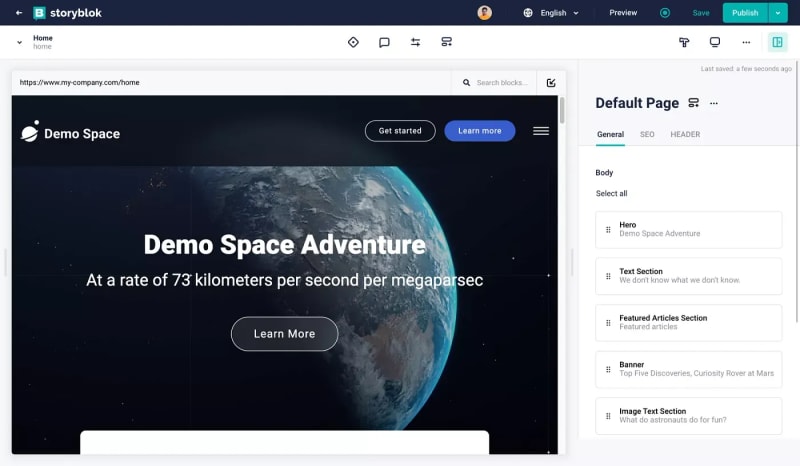 storyblok
English
Preview
Save
Publish
Home
home
Last saved: a few seconds ago
https://www.my-company.com/home
Search blocks...
Default Page
Demo Space
Get started
Learn more
General
SEO
HEADER
Body
Select all
Demo Space Adventure
At a rate of 73 kilometers per second per megaparsec
Learn More
Hero
Demo Space Adventure
Text Section
We don't know what we don't know.
Featured Articles Section
Featured articles
Banner
Top Five Discoveries, Curiosity Rover at Mars
Image Text Section
What do astronauts do for fun?